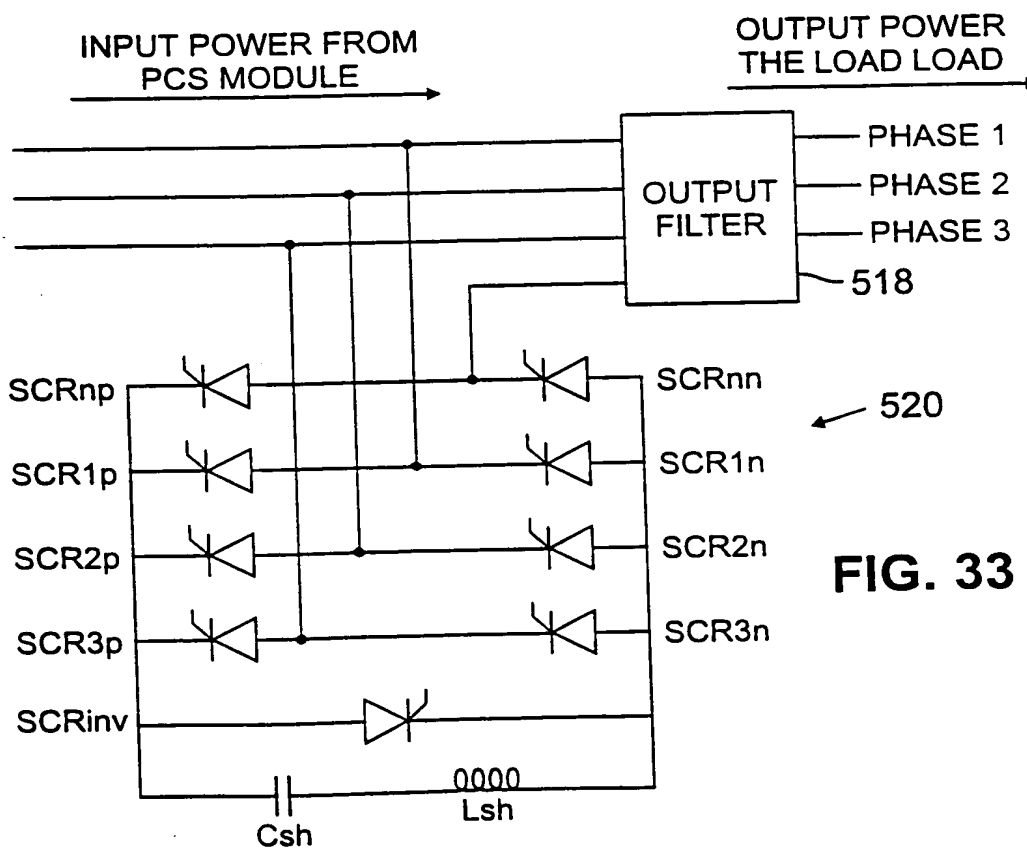 INPUT POWER FROM
PCS MODULE
OUTPUT POWER
THE LOAD LOAD
PHASE 1
PHASE 2
PHASE 3
OUTPUT
FILTER
518
SCRnp
SCRnn
520
SCR1p
SCR1n
SCR2p
SCR2n
FIG. 33
SCR3p
SCR3n
SCRinv
Csh
Lsh